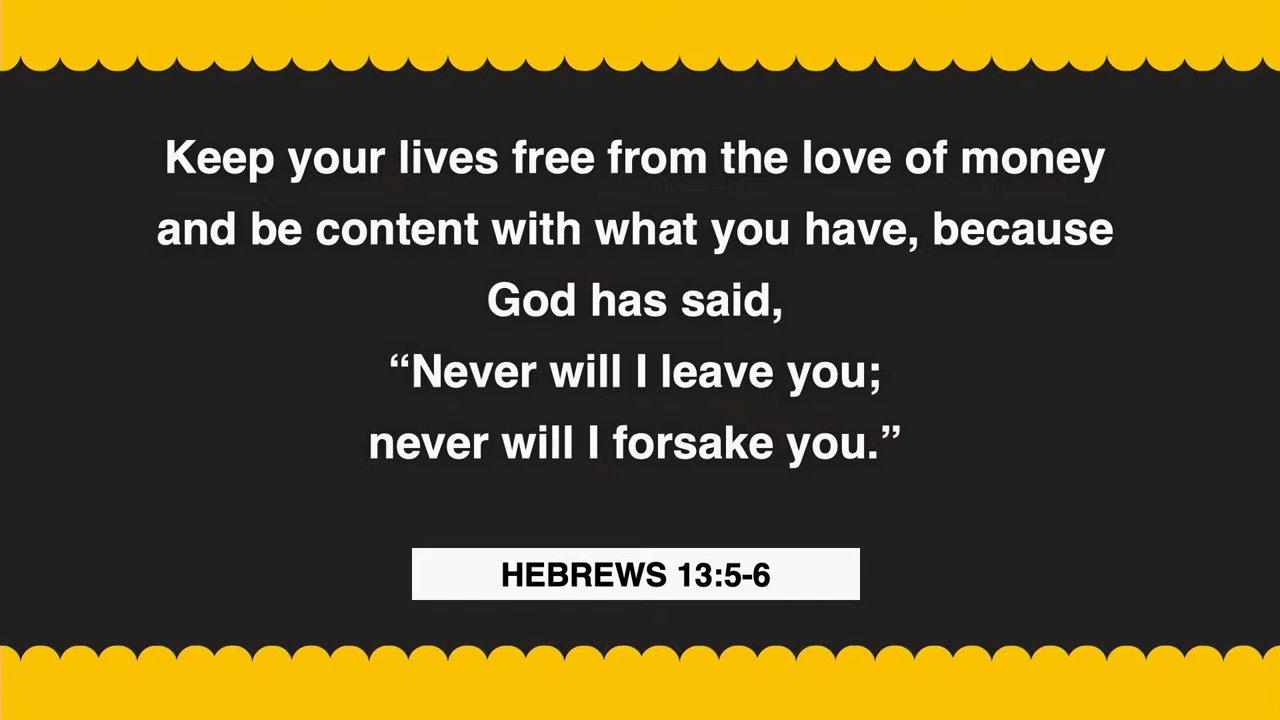 Keep your lives free from the love of money
and be content with what you have, because
God has said,
“Never will I leave you;
never will I forsake you.”
HEBREWS 13:5-6